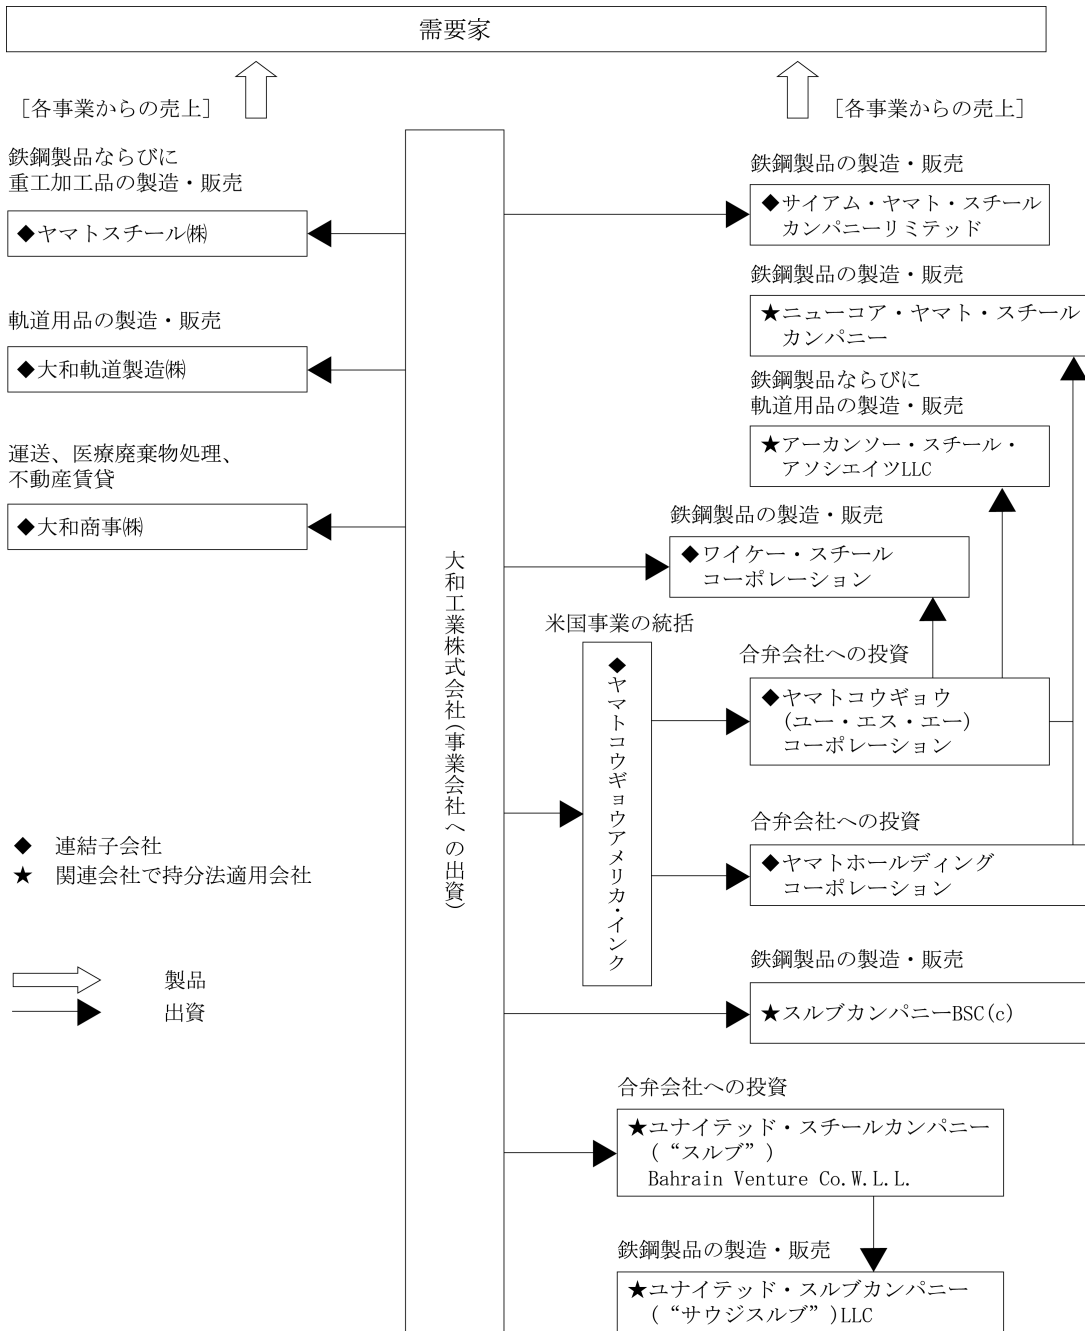 需要家
[各事業からの売上]
[各事業からの売上]
鉄鋼製品ならびに
重工加工品の製造・販売
◆ヤマトスチール㈱
軌道用品の製造・販売
◆大和軌道製造㈱
運送、医療廃棄物処理、
不動産賃貸
◆大和商事㈱
◆ 連結子会社
★ 関連会社で持分法適用会社
製品
出資
大和工業株式会社(事業会社への出資)
鉄鋼製品の製造・販売
◆サイアム・ヤマト・スチール
カンパニーリミテッド
鉄鋼製品の製造・販売
★ニューコア・ヤマト・スチール
カンパニー
鉄鋼製品ならびに
軌道用品の製造・販売
★アーカンソー・スチール・
アソシエイツLLC
鉄鋼製品の製造・販売
◆ワイケー・スチール
コーポレーション
米国事業の統括
◆ヤマトコウギョウアメリカ・インク
合弁会社への投資
◆ヤマトコウギョウ
(ユー・エス・エー)
コーポレーション
合弁会社への投資
◆ヤマトホールディング
コーポレーション
鉄鋼製品の製造・販売
★スルブカンパニーBSC(c)
合弁会社への投資
★ユナイテッド・スチールカンパニー
(“スルブ”)
Bahrain Venture Co.W.L.L.
鉄鋼製品の製造・販売
★ユナイテッド・スルブカンパニー
(“サウジスルブ”)LLC